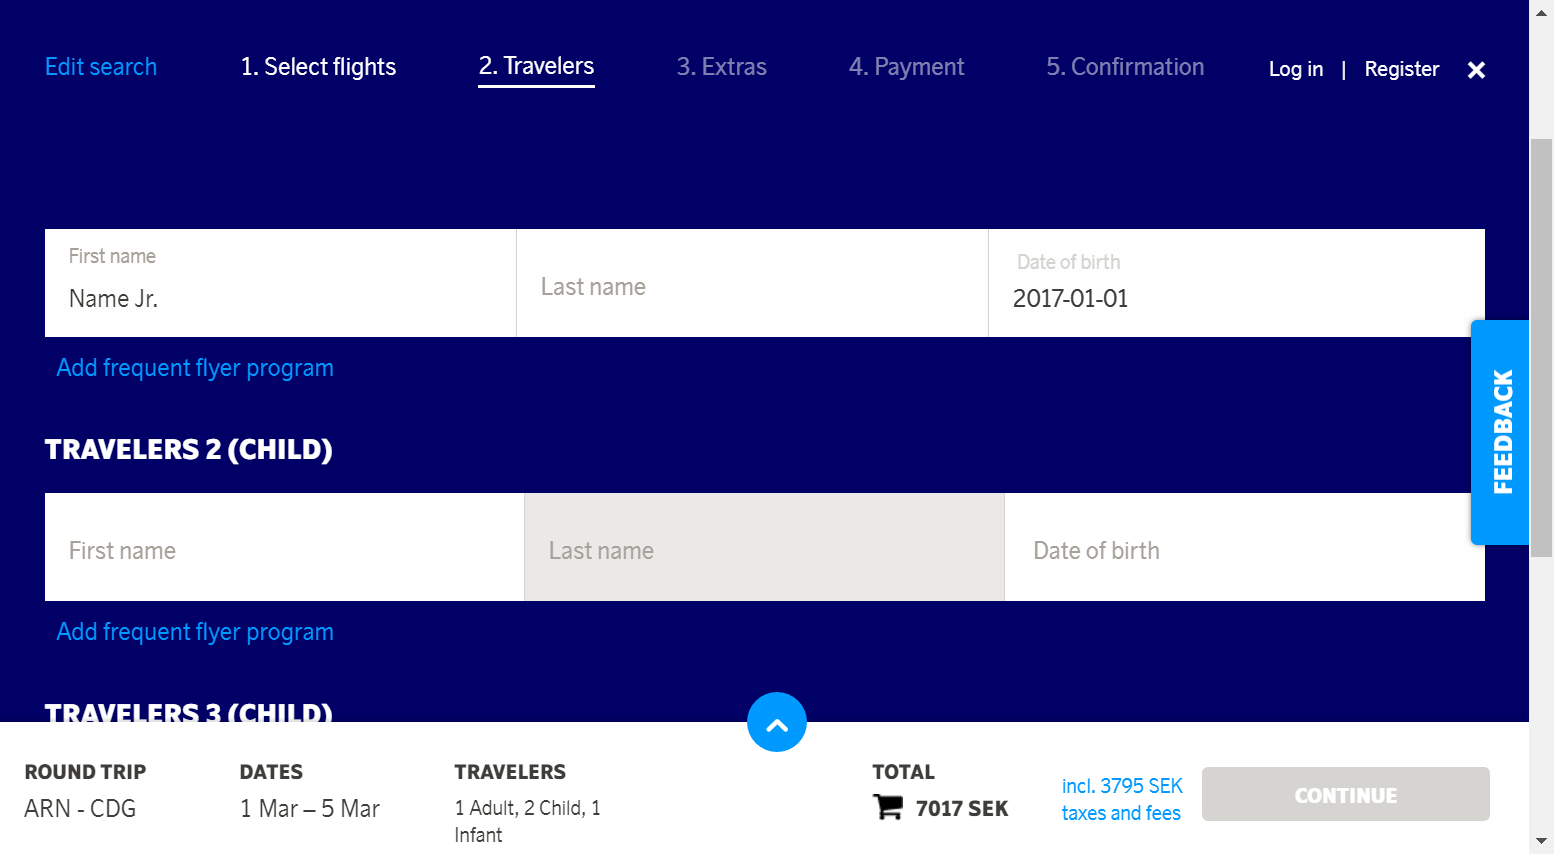 Edit search
1. Select flights
2. Travelers
3. Extras
4. Payment
5. Confirmation
Log in | Register
First name
Name Jr.
Last name
Date of birth
2017-01-01
Add frequent flyer program
FEEDBACK
TRAVELERS 2 (CHILD)
First name
Last name
Date of birth
Add frequent flyer program
TRAVELERS 3 (CHILD)
ROUND TRIP
ARN - CDG
DATES
1 Mar – 5 Mar
TRAVELERS
1 Adult, 2 Child, 1
Infant
TOTAL
7017 SEK
incl. 3795 SEK
taxes and fees
CONTINUE